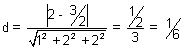 d = |2 - 3/2| / √(1² + 2² + 2²) = (1/2)/3 = 1/6